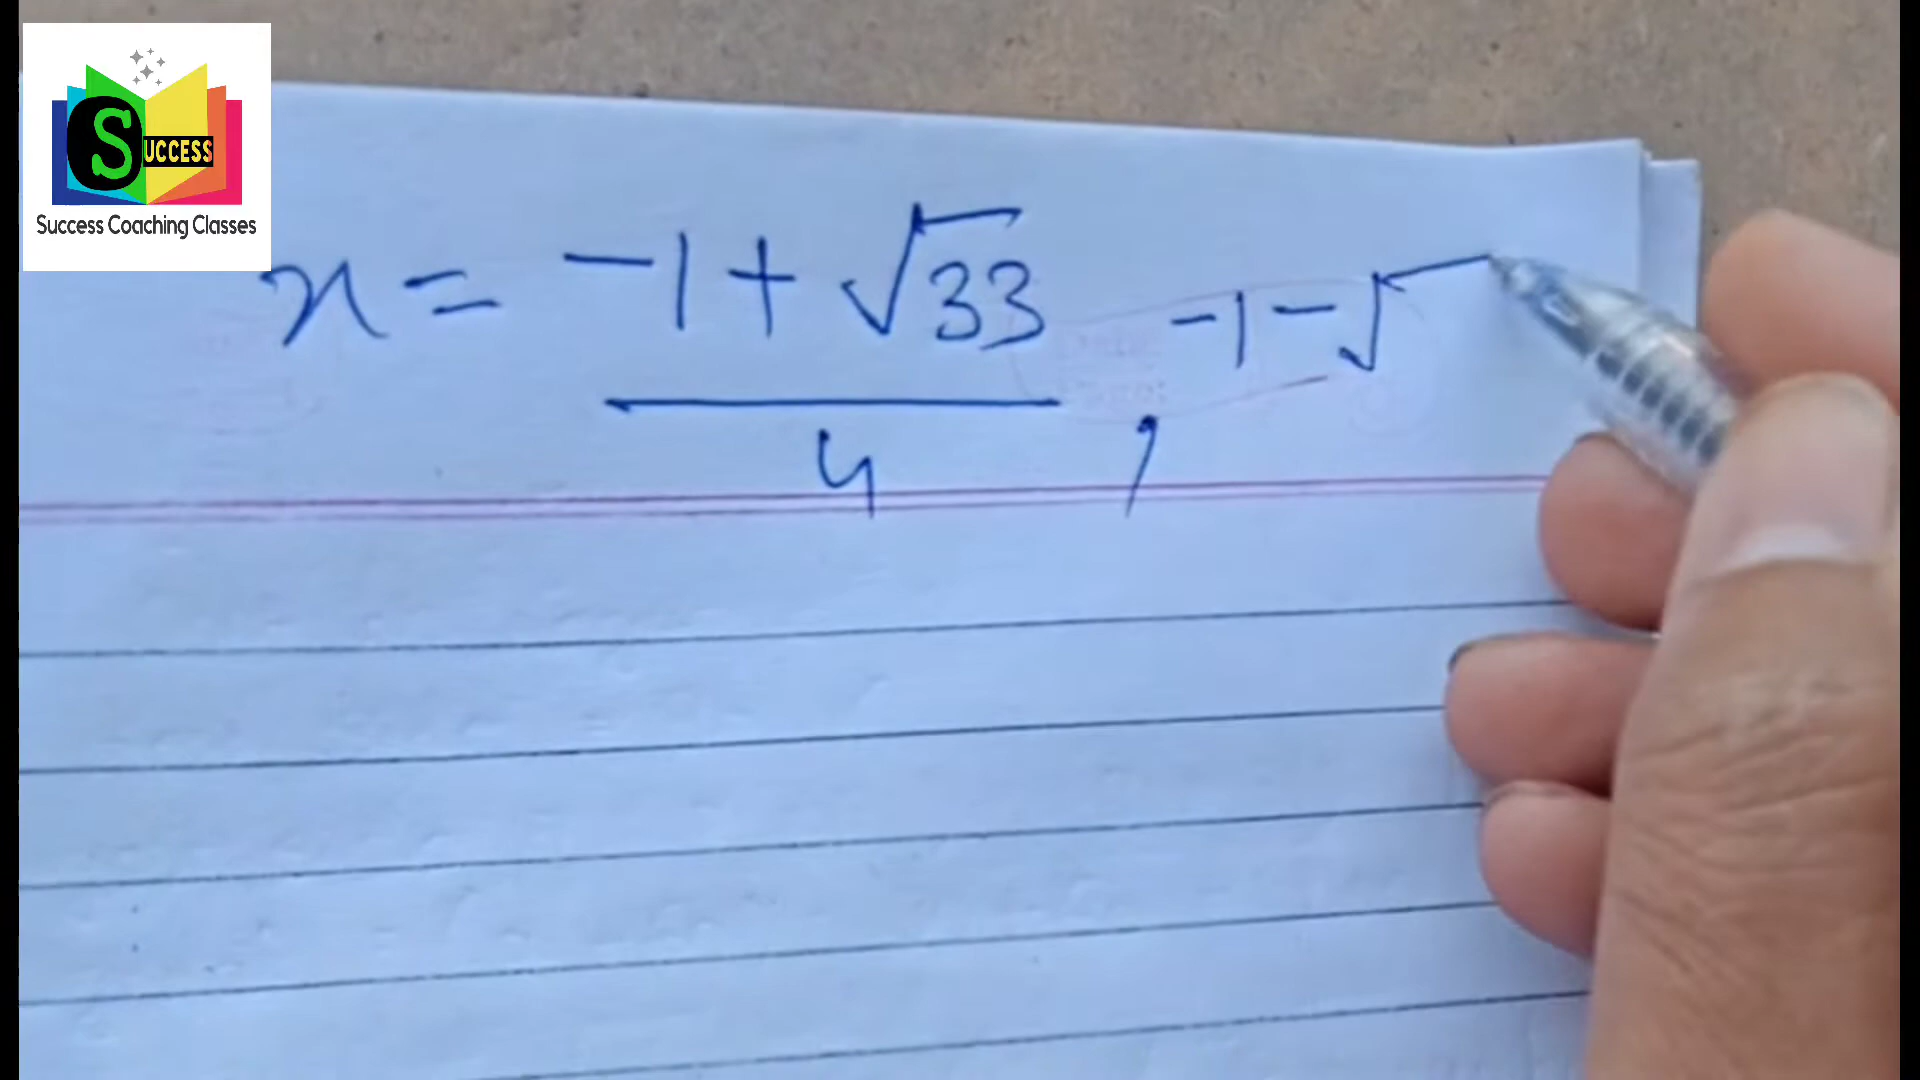 S
UCCESS
Success Coaching Classes
x = -1 + √33 / 4 , -1 - √